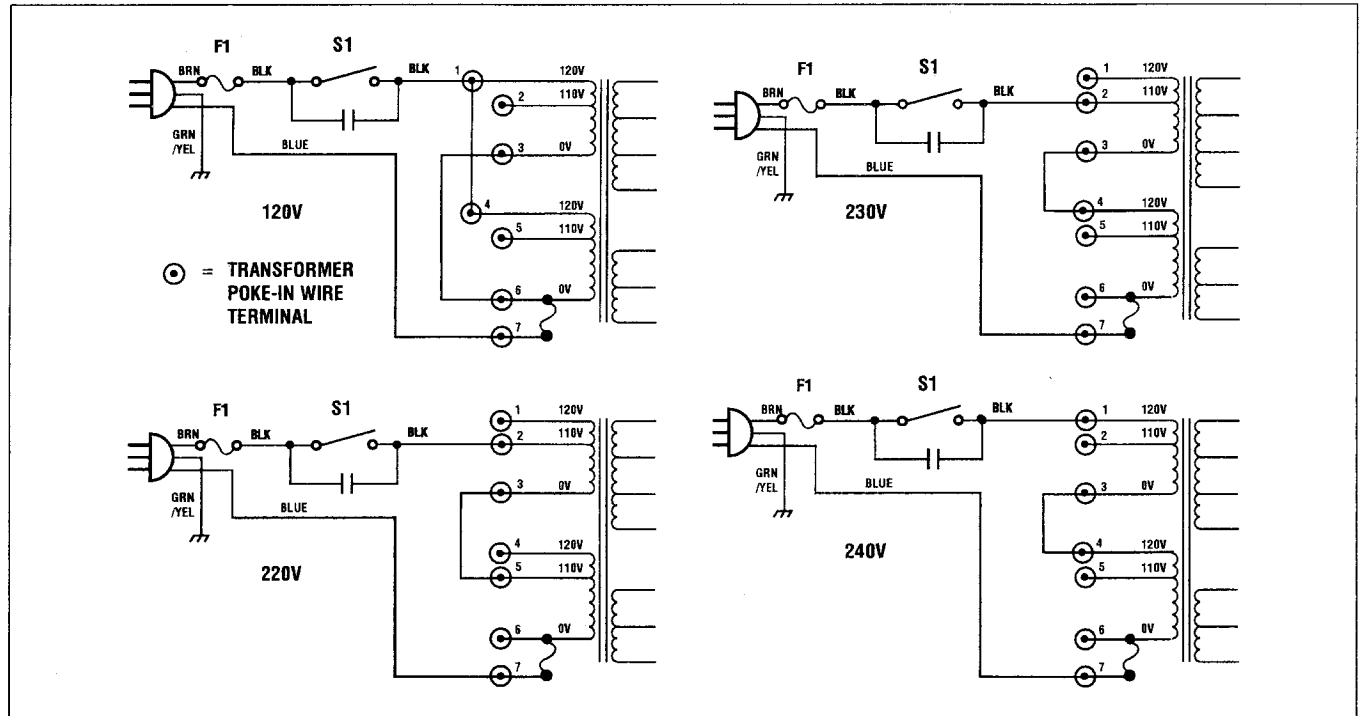 F1 S1
BRN BLK BLK 1 120V
2 110V
GRN
/YEL
BLUE 3 0V
120V
4 120V
5 110V
6 0V
7
= TRANSFORMER
POKE-IN WIRE
TERMINAL
F1 S1
BRN BLK BLK 1 120V
2 110V
GRN
/YEL
BLUE 3 0V
230V
4 120V
5 110V
6 0V
7
F1 S1
BRN BLK BLK 1 120V
2 110V
GRN
/YEL
BLUE 3 0V
220V
4 120V
5 110V
6 0V
7
F1 S1
BRN BLK BLK 1 120V
2 110V
GRN
/YEL
BLUE 3 0V
240V
4 120V
5 110V
6 0V
7